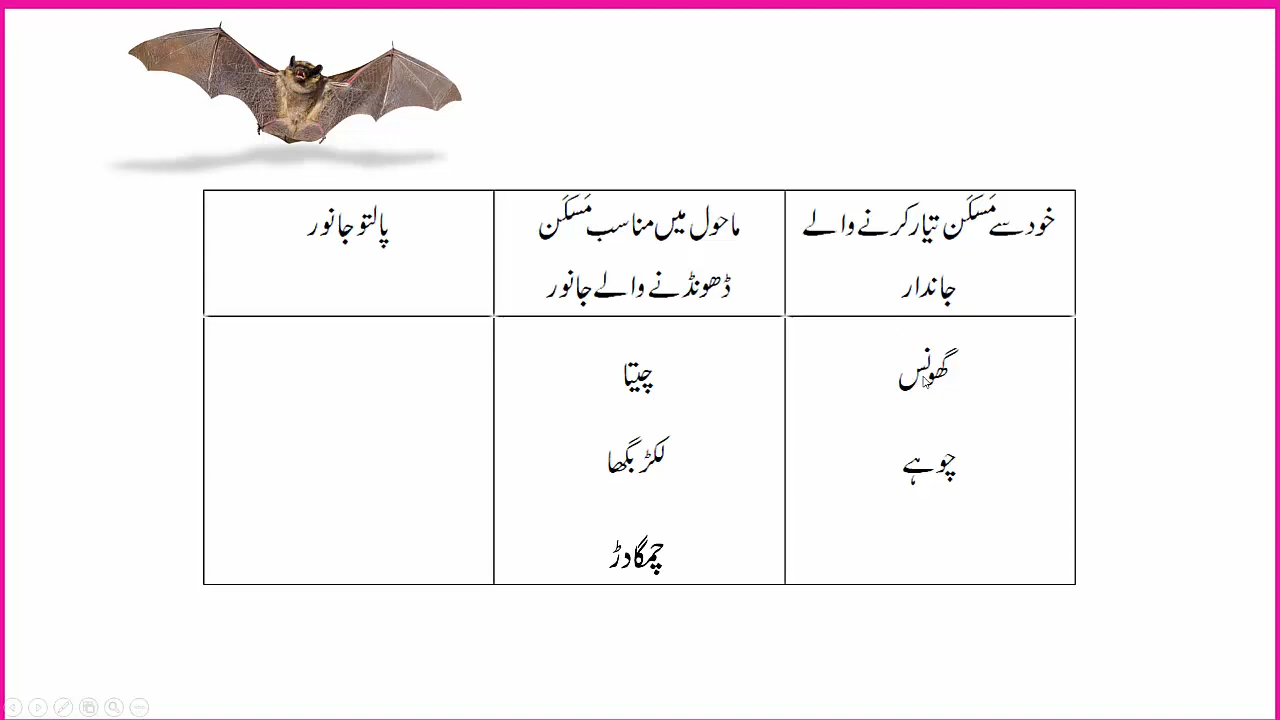 خود سے مَسکَن تیار کرنے والے
جاندار
ماحول میں مناسب مَسکَن
ڈھونڈنے والے جانور
پالتو جانور
گھونس
چیتا
چوہے
لکڑ بگھا
چمگادڑ